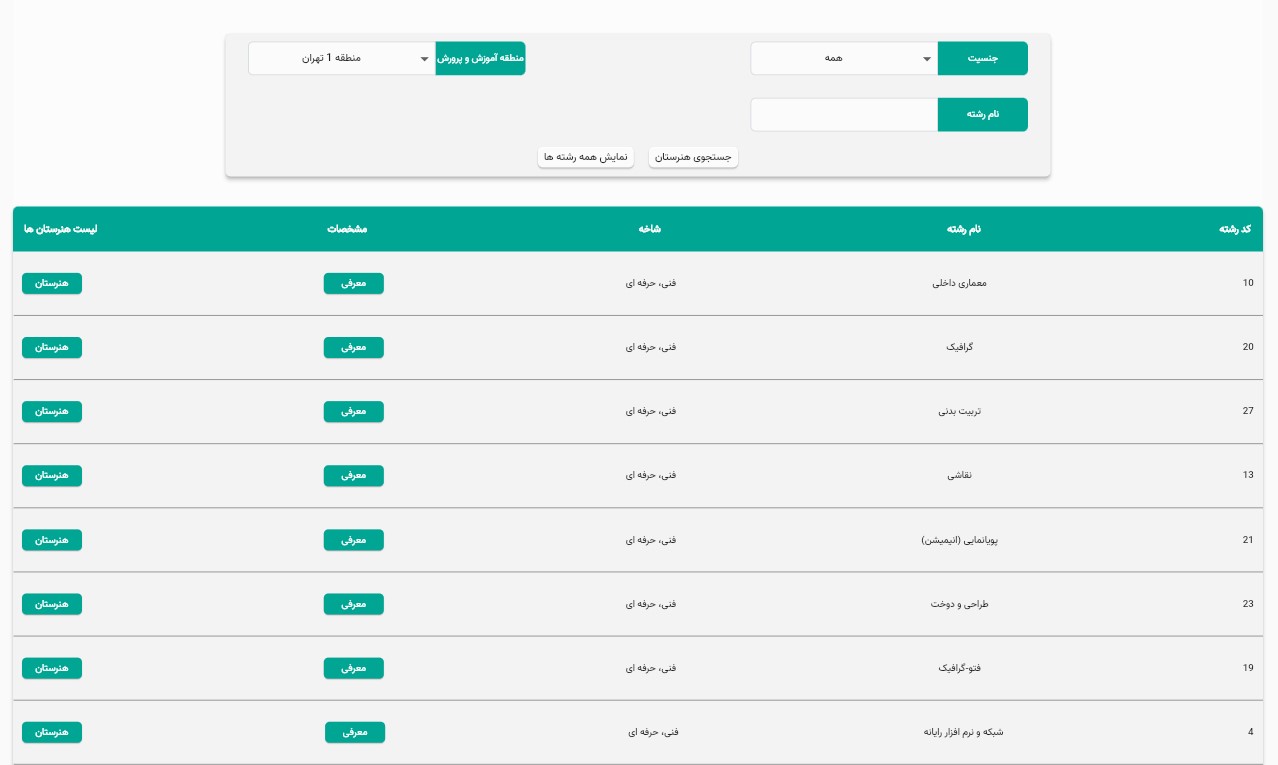 جنسیت همه منطقه آموزش و پرورش منطقه 1 تهران
نام رشته
جستجوی هنرستان نمایش همه رشته ها
کد رشته نام رشته شاخه مشخصات لیست هنرستان ها
10 معماری داخلی فنی، حرفه ای معرفی هنرستان
20 گرافیک فنی، حرفه ای معرفی هنرستان
27 تربیت بدنی فنی، حرفه ای معرفی هنرستان
13 نقاشی فنی، حرفه ای معرفی هنرستان
21 پویانمایی (انیمیشن) فنی، حرفه ای معرفی هنرستان
23 طراحی و دوخت فنی، حرفه ای معرفی هنرستان
19 فتو-گرافیک فنی، حرفه ای معرفی هنرستان
4 شبکه و نرم افزار رایانه فنی، حرفه ای معرفی هنرستان